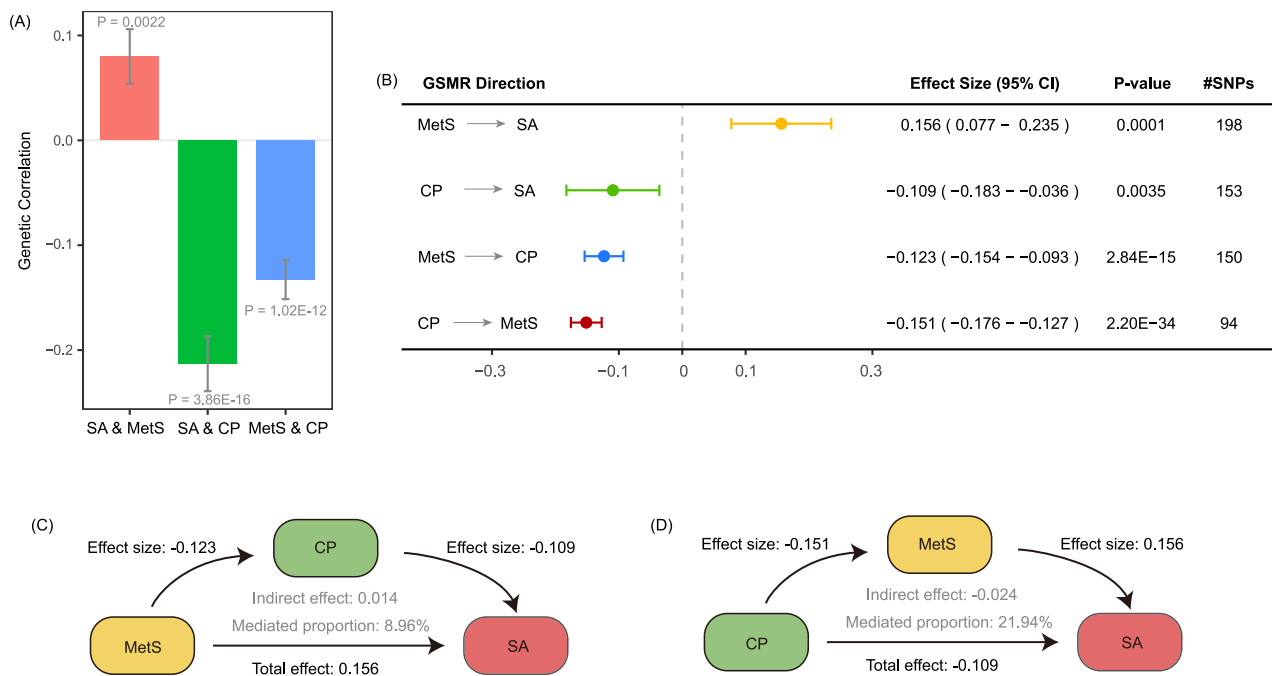 (A)
P = 0.0022
0.1
0.0
−0.1
−0.2
Genetic Correlation
P = 1.02E-12
P = 3.86E-16
SA & MetS SA & CP MetS & CP
(B)
GSMR Direction Effect Size (95% CI) P-value #SNPs
MetS SA 0.156 ( 0.077 − 0.235 ) 0.0001 198
CP SA −0.109 ( −0.183 − −0.036 ) 0.0035 153
MetS CP −0.123 ( −0.154 − −0.093 ) 2.84E−15 150
CP MetS −0.151 ( −0.176 − −0.127 ) 2.20E−34 94
−0.3 −0.1 0 0.1 0.3
(C)
Effect size: -0.123
CP
Effect size: -0.109
Indirect effect: 0.014
Mediated proportion: 8.96%
MetS
SA
Total effect: 0.156
(D)
Effect size: -0.151
MetS
Effect size: 0.156
Indirect effect: -0.024
Mediated proportion: 21.94%
CP
SA
Total effect: -0.109